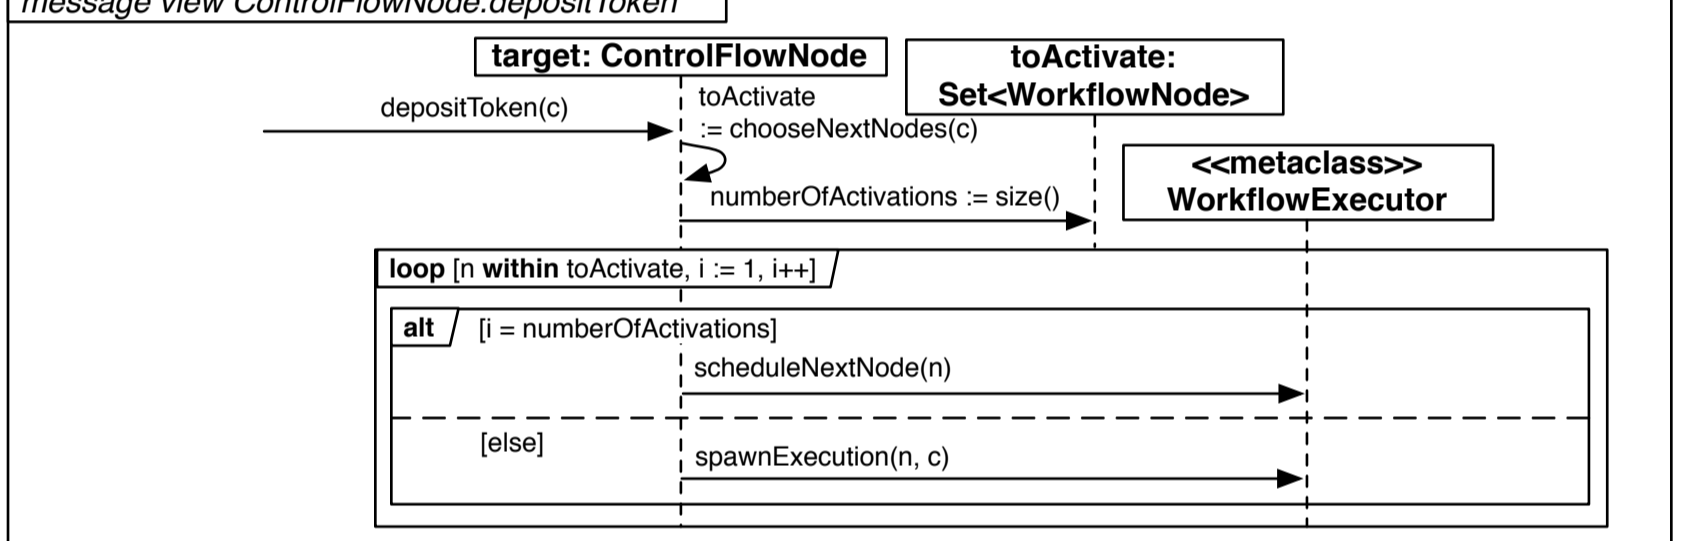 message view ControlFlowNode.depositToken
target: ControlFlowNode
toActivate:
Set<WorkflowNode>
depositToken(c)
toActivate
:= chooseNextNodes(c)
<<metaclass>>
WorkflowExecutor
numberOfActivations := size()
loop [n within toActivate, i := 1, i++]
alt [i = numberOfActivations]
scheduleNextNode(n)
[else]
spawnExecution(n, c)